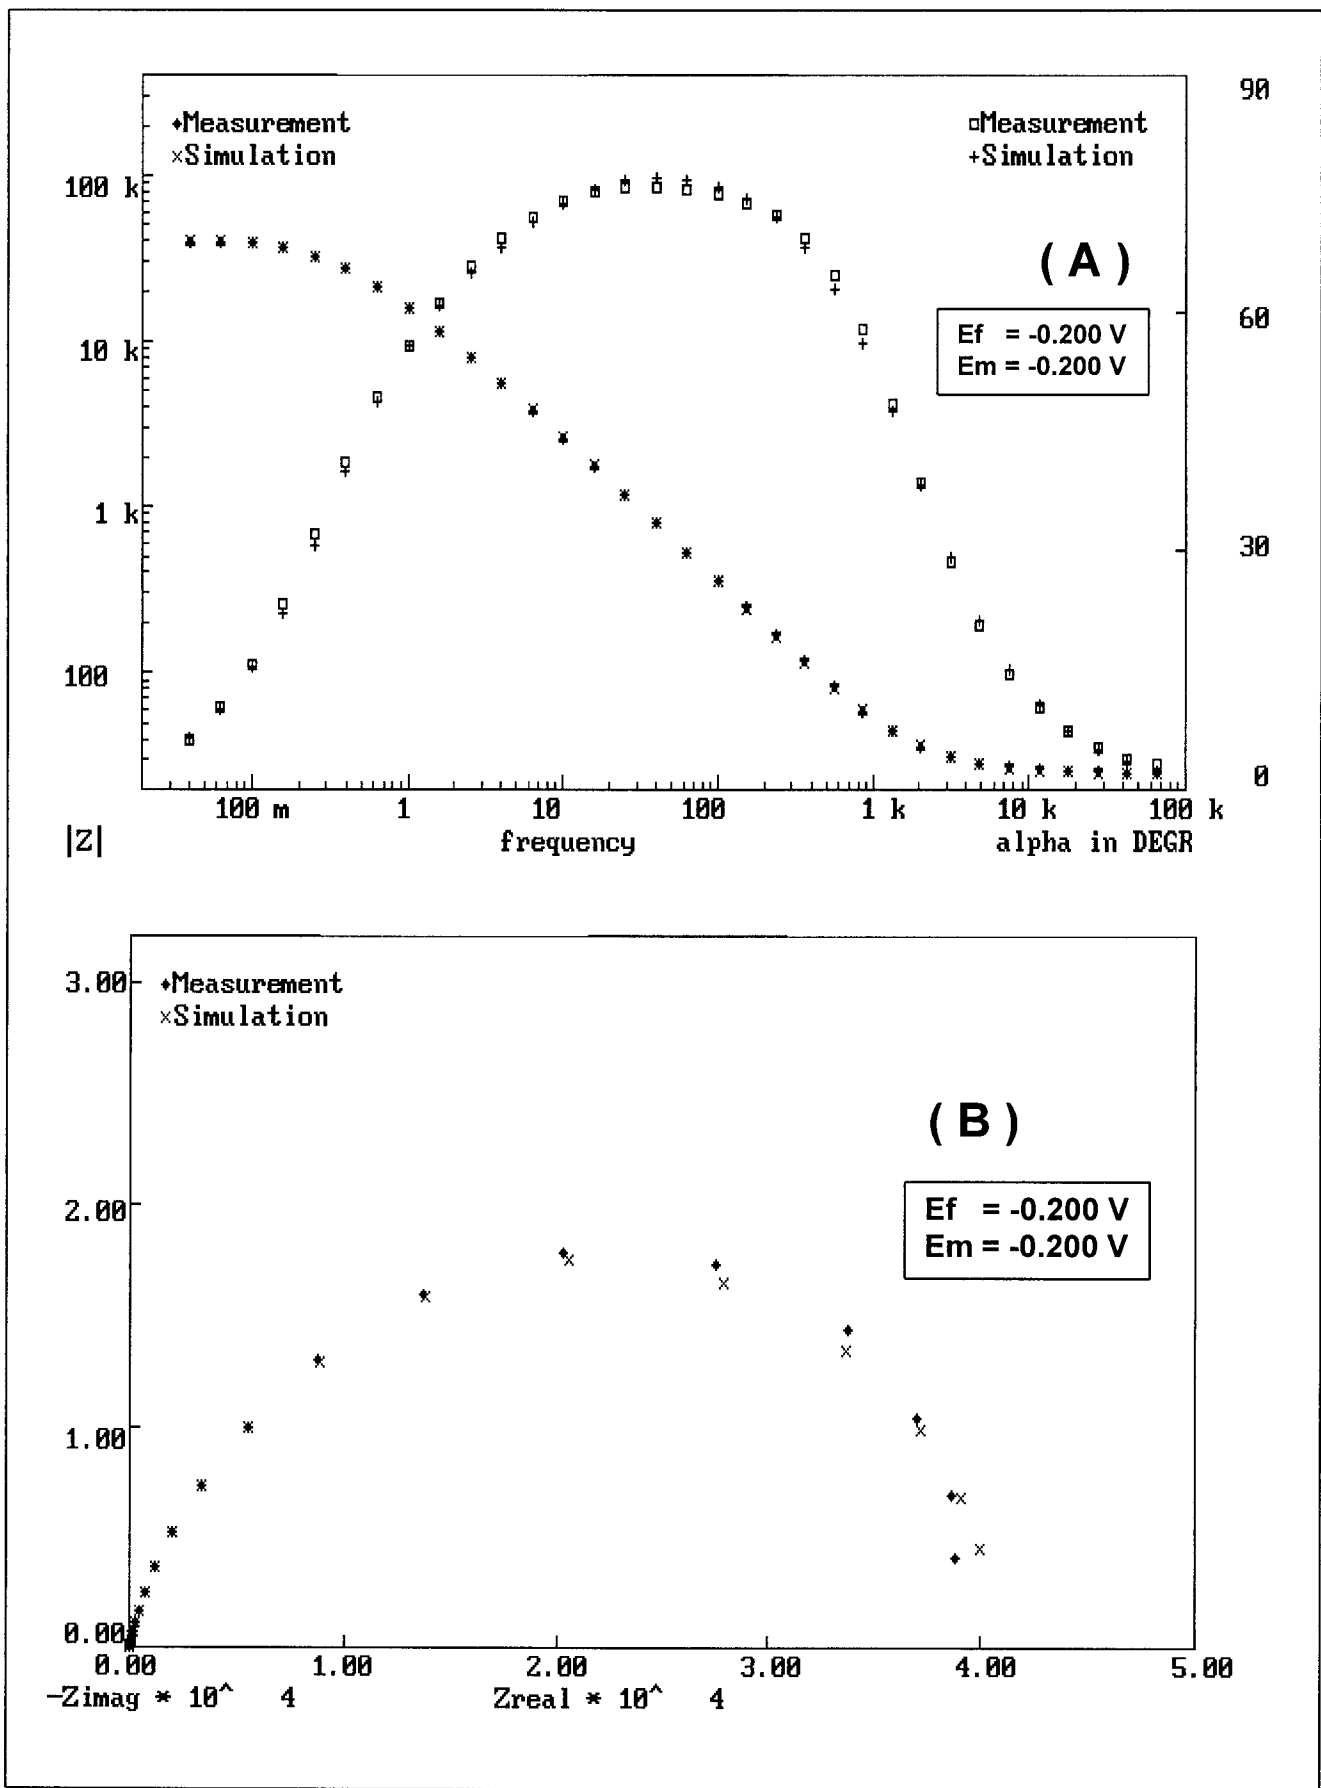 90
♦Measurement
×Simulation
□Measurement
+Simulation
100 k
( A )
60
Ef = -0.200 V
Em = -0.200 V
10 k
1 k
30
100
0
100 m 1 10 100 1 k 10 k 100 k
|Z| frequency alpha in DEGR
3.00
♦Measurement
×Simulation
( B )
2.00
Ef = -0.200 V
Em = -0.200 V
1.00
0.00
0.00 1.00 2.00 3.00 4.00 5.00
-Zimag * 10^ 4 Zreal * 10^ 4